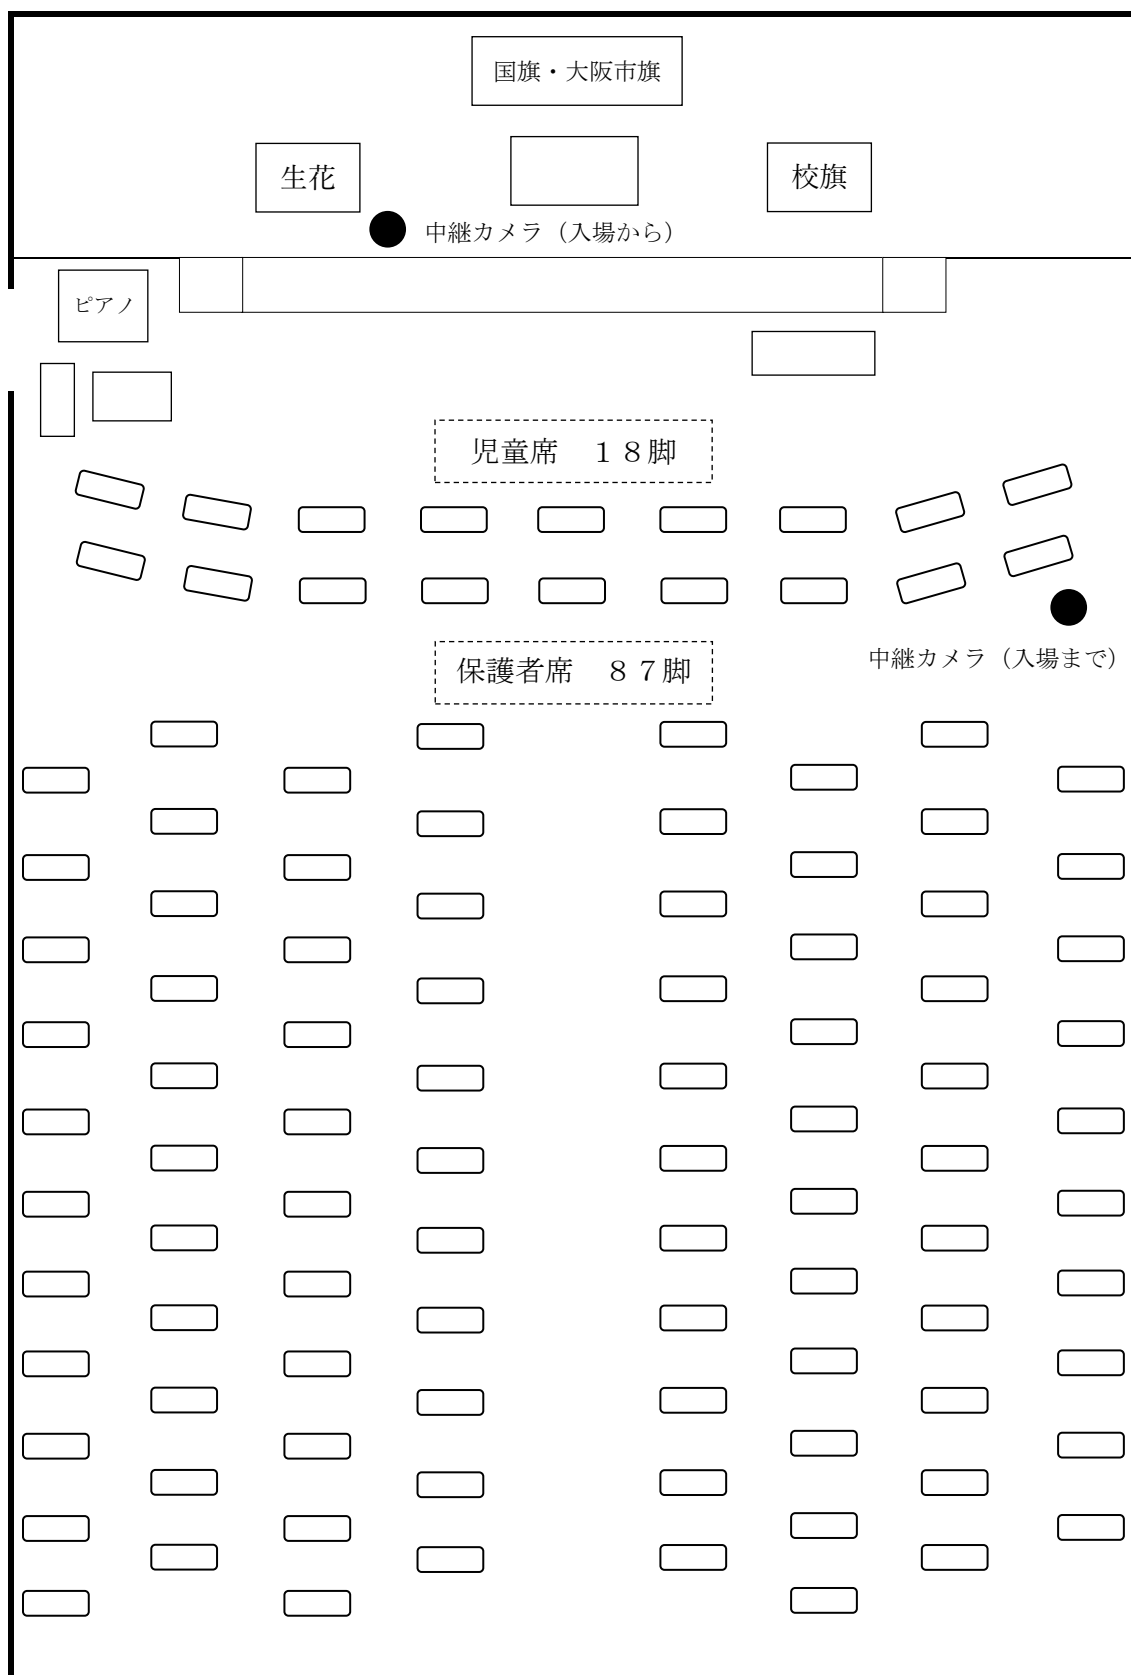 国旗・大阪市旗
生花
校旗
中継カメラ（入場から）
ピアノ
児童席　１８脚
保護者席　８７脚
中継カメラ（入場まで）